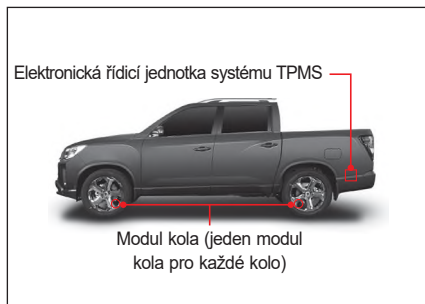 Elektronická řídicí jednotka systému TPMS
Modul kola (jeden modul
kola pro každé kolo)